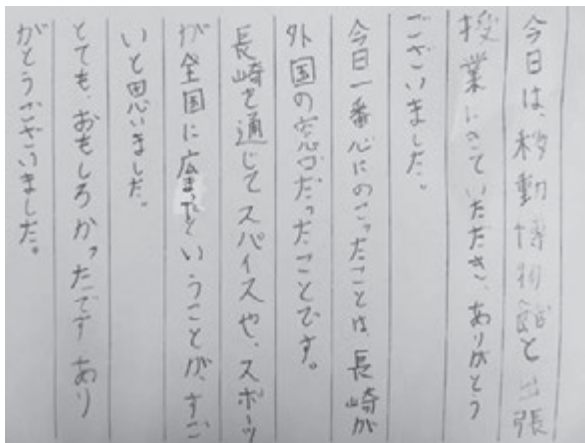 今日は、移動博物館と出張
授業にきていただき、ありがとう
ございました。
今日一番心にのこったことは、長崎が
外国の窓口だったことです。
長崎を通じてスパイスや、スポーツ
が全国に広まったということが、すご
いと思いました。
とても、おもしろかったです。あり
がとうございました。